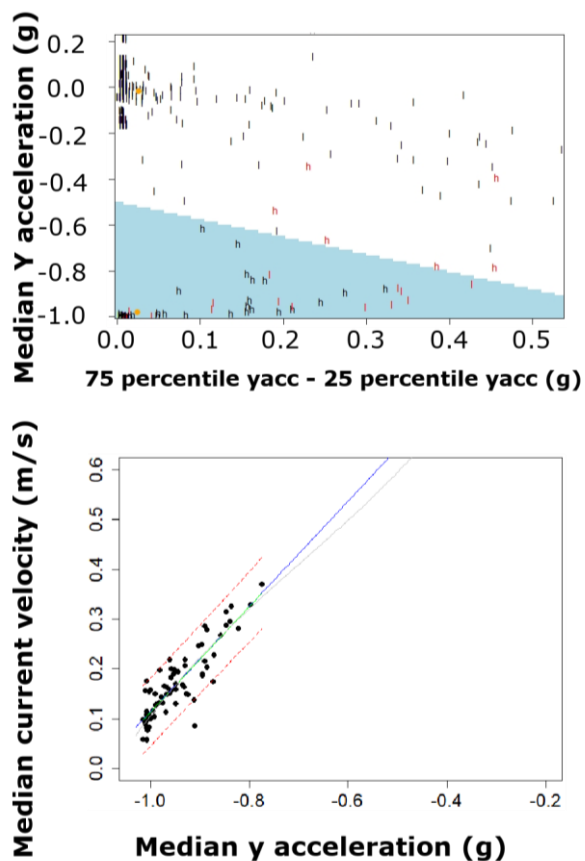 Median Y acceleration (g)
0.2
0.0
-0.2
-0.4
-0.6
-0.8
-1.0
0.0 0.1 0.2 0.3 0.4 0.5
75 percentile yacc - 25 percentile yacc (g)
Median current velocity (m/s)
0.6
0.5
0.4
0.3
0.2
0.1
0.0
-1.0 -0.8 -0.6 -0.4 -0.2
Median y acceleration (g)